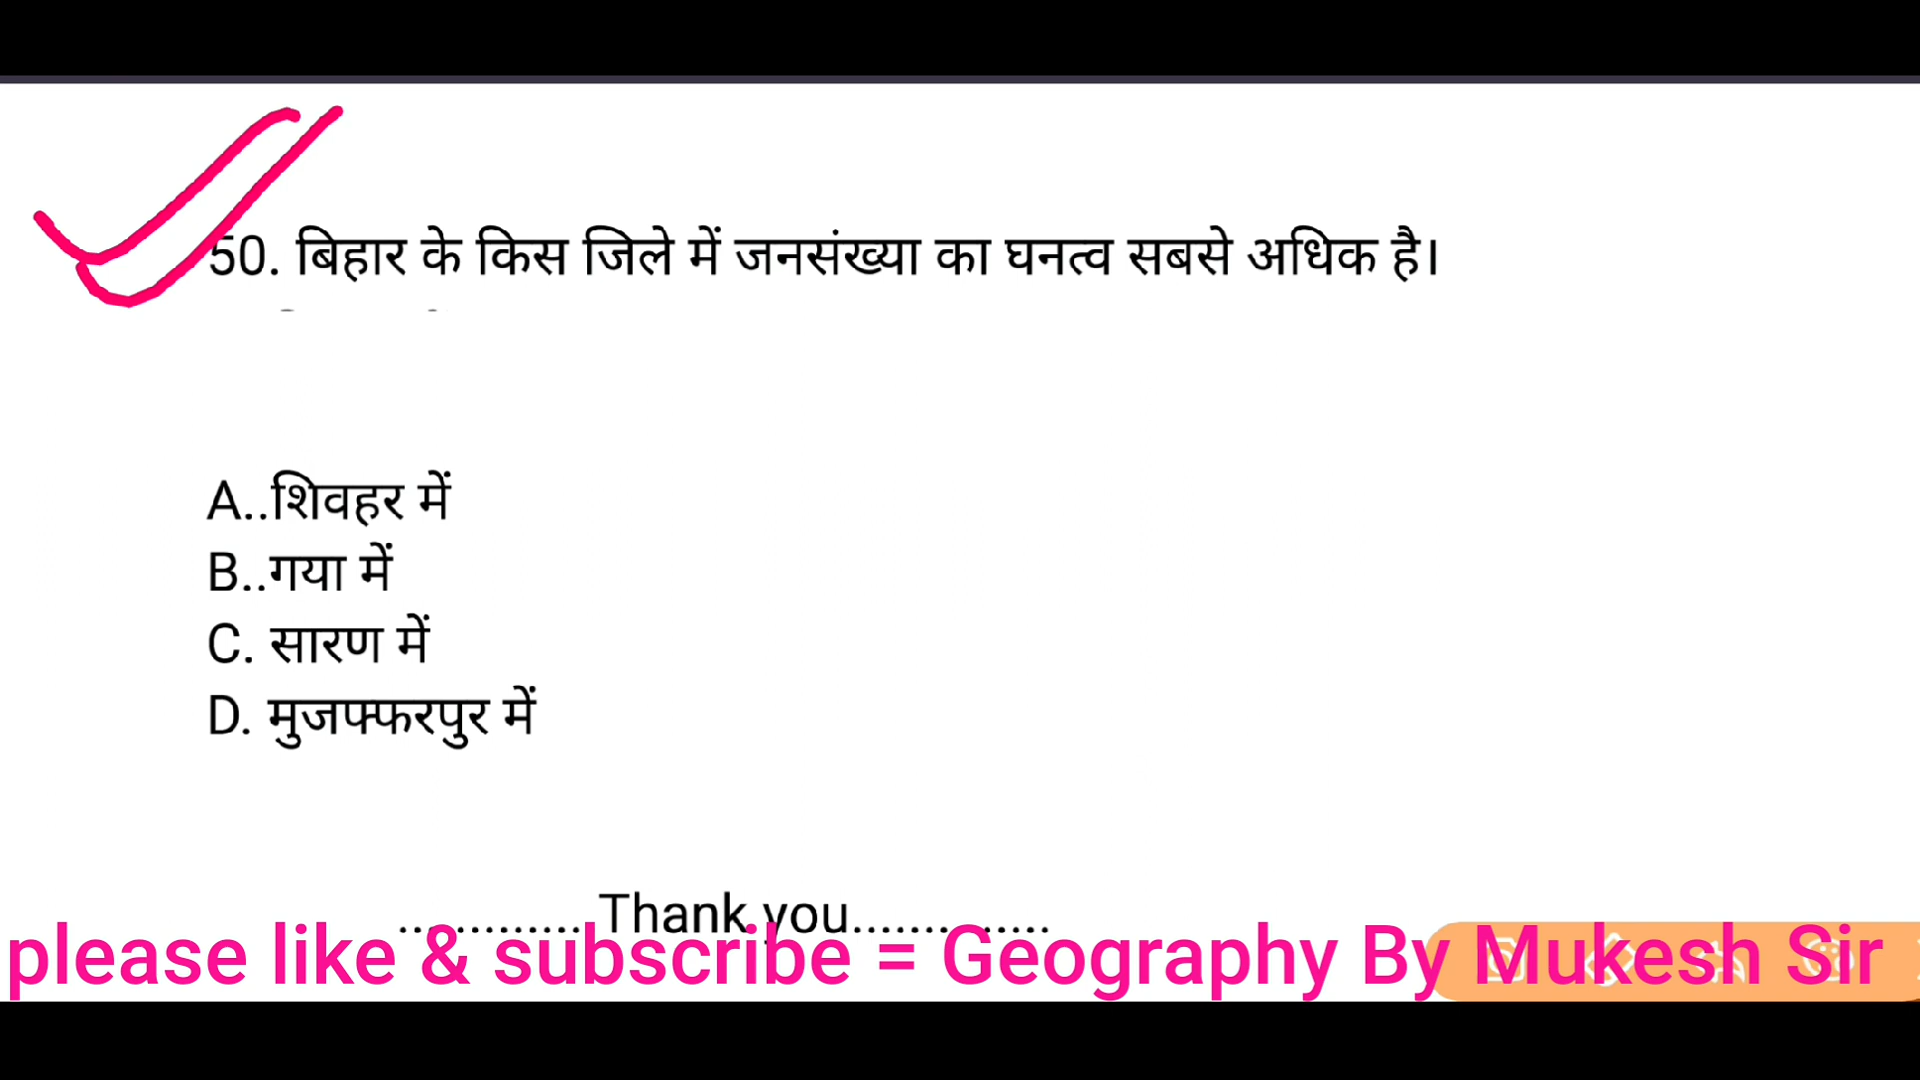 50. बिहार के किस जिले में जनसंख्या का घनत्व सबसे अधिक है।
A..शिवहर में
B..गया में
C. सारण में
D. मुजफ्फरपुर में
............. Thank you..............
please like & subscribe = Geography By Mukesh Sir